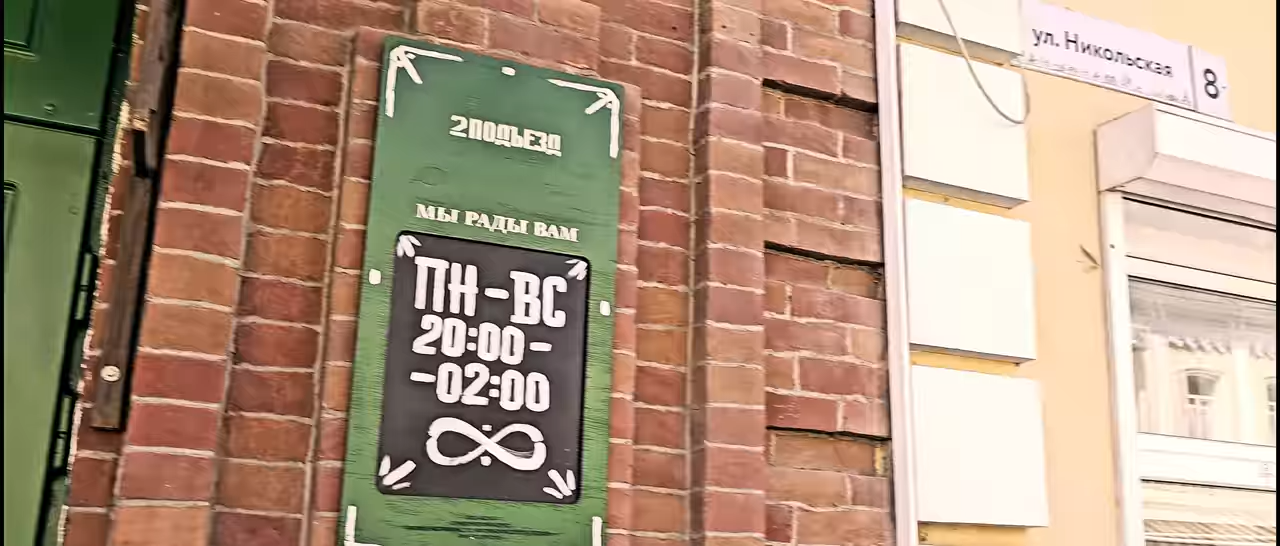 2ПОДЪЕЗД
МЫ РАДЫ ВАМ
ПН-ВС
20:00-
-02:00
ул. Никольская 8